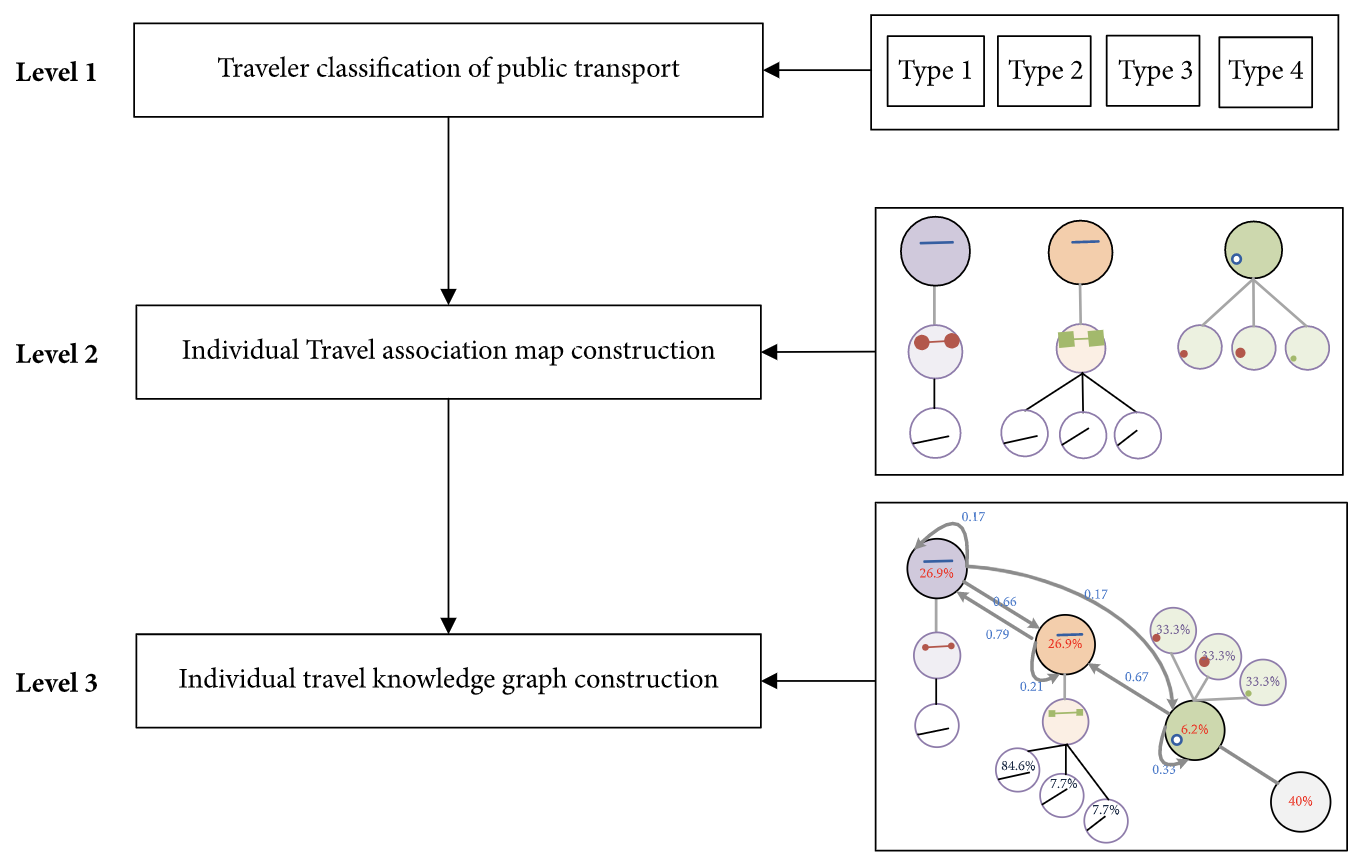 Level 1
Traveler classification of public transport
Type 1
Type 2
Type 3
Type 4
Level 2
Individual Travel association map construction
Level 3
Individual travel knowledge graph construction
0.17
26.9%
0.66
0.17
0.79
26.9%
0.21
0.67
33.3%
33.3%
33.3%
6.2%
0.33
84.6%
7.7%
7.7%
40%